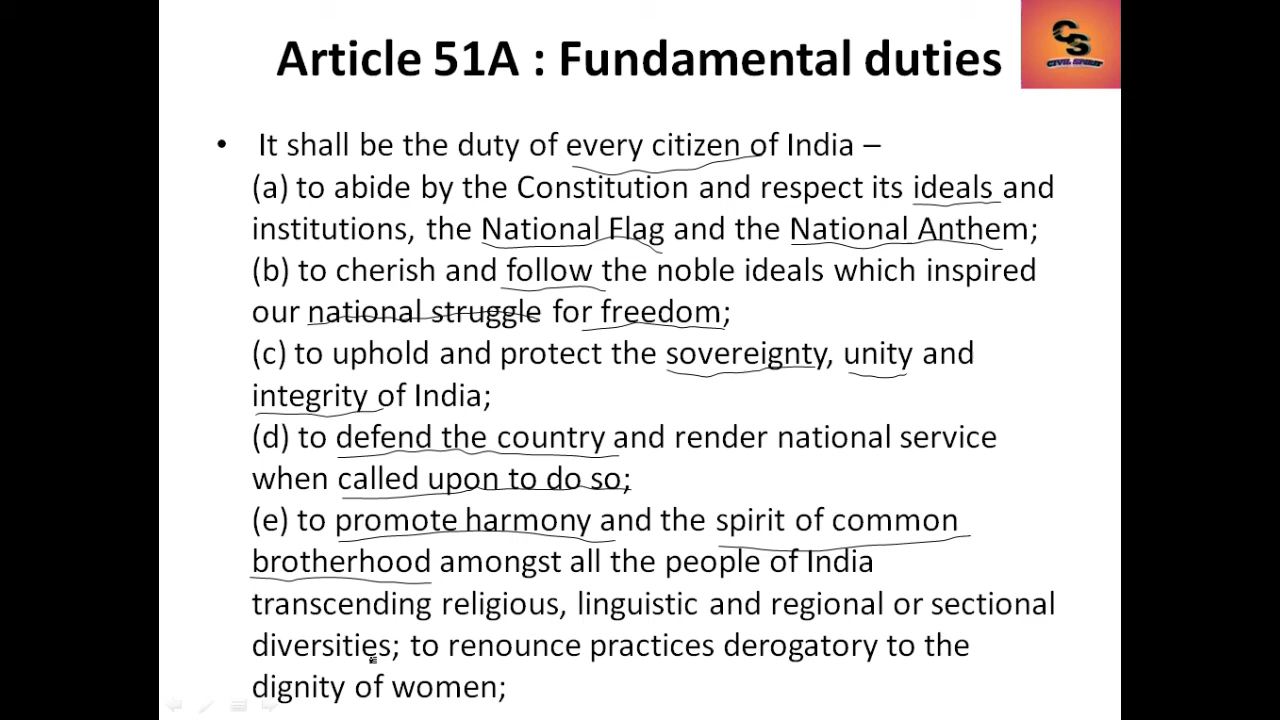 Article 51A : Fundamental duties
CS
CIVIL SPIRIT
• It shall be the duty of every citizen of India –
(a) to abide by the Constitution and respect its ideals and
institutions, the National Flag and the National Anthem;
(b) to cherish and follow the noble ideals which inspired
our national struggle for freedom;
(c) to uphold and protect the sovereignty, unity and
integrity of India;
(d) to defend the country and render national service
when called upon to do so;
(e) to promote harmony and the spirit of common
brotherhood amongst all the people of India
transcending religious, linguistic and regional or sectional
diversities; to renounce practices derogatory to the
dignity of women;